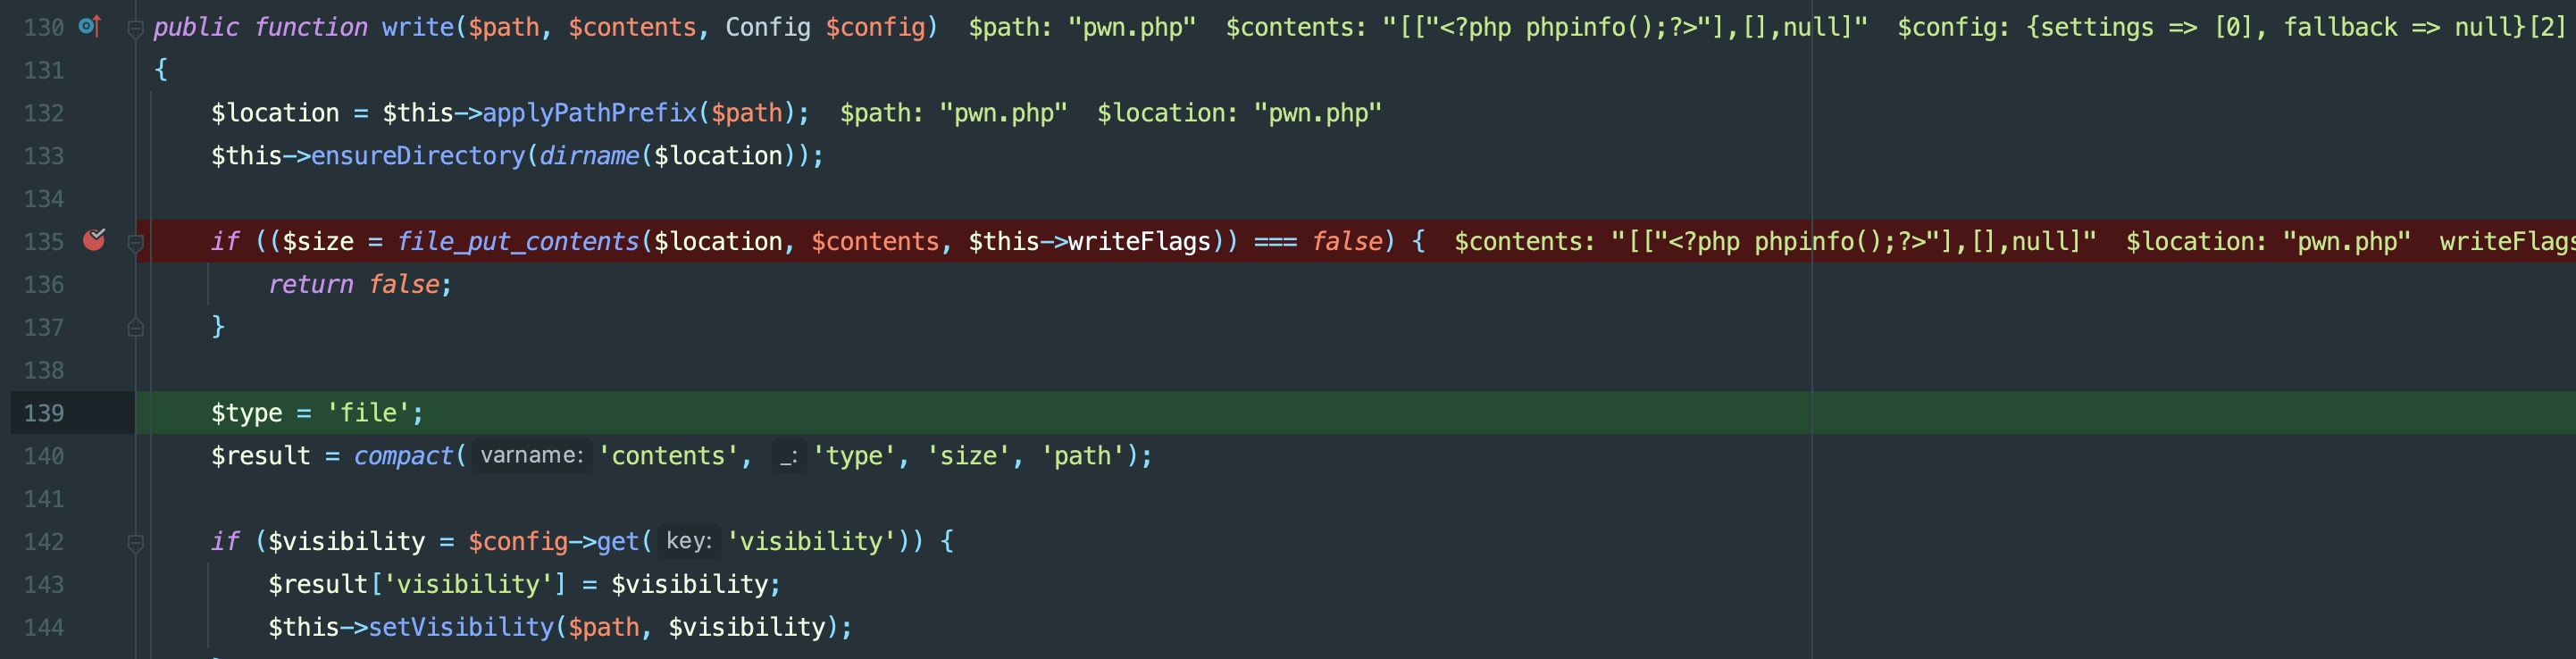 130 public function write($path, $contents, Config $config) $path: "pwn.php" $contents: "[["<?php phpinfo();?>"],[],null]" $config: {settings => [0], fallback => null}[2]
131 {
132 $location = $this->applyPathPrefix($path); $path: "pwn.php" $location: "pwn.php"
133 $this->ensureDirectory(dirname($location));
134
135 if (($size = file_put_contents($location, $contents, $this->writeFlags)) === false) { $contents: "[["<?php phpinfo();?>"],[],null]" $location: "pwn.php" writeFlags
136 return false;
137 }
138
139 $type = 'file';
140 $result = compact( varname: 'contents', _: 'type', 'size', 'path');
141
142 if ($visibility = $config->get( key: 'visibility')) {
143 $result['visibility'] = $visibility;
144 $this->setVisibility($path, $visibility);